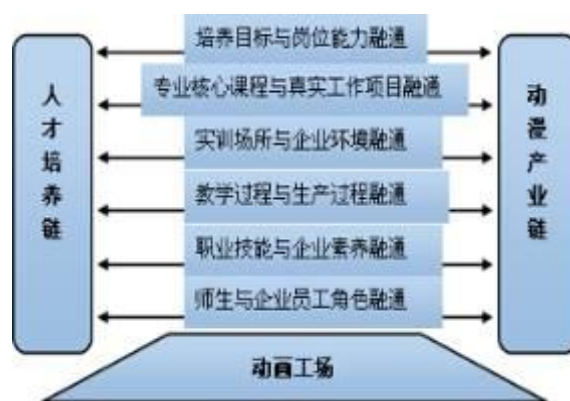 培养目标与岗位能力融通
专业核心课程与真实工作项目融通
实训场所与企业环境融通
教学过程与生产过程融通
职业技能与企业素养融通
师生与企业员工角色融通
人才培养链
动漫产业链
动画工场